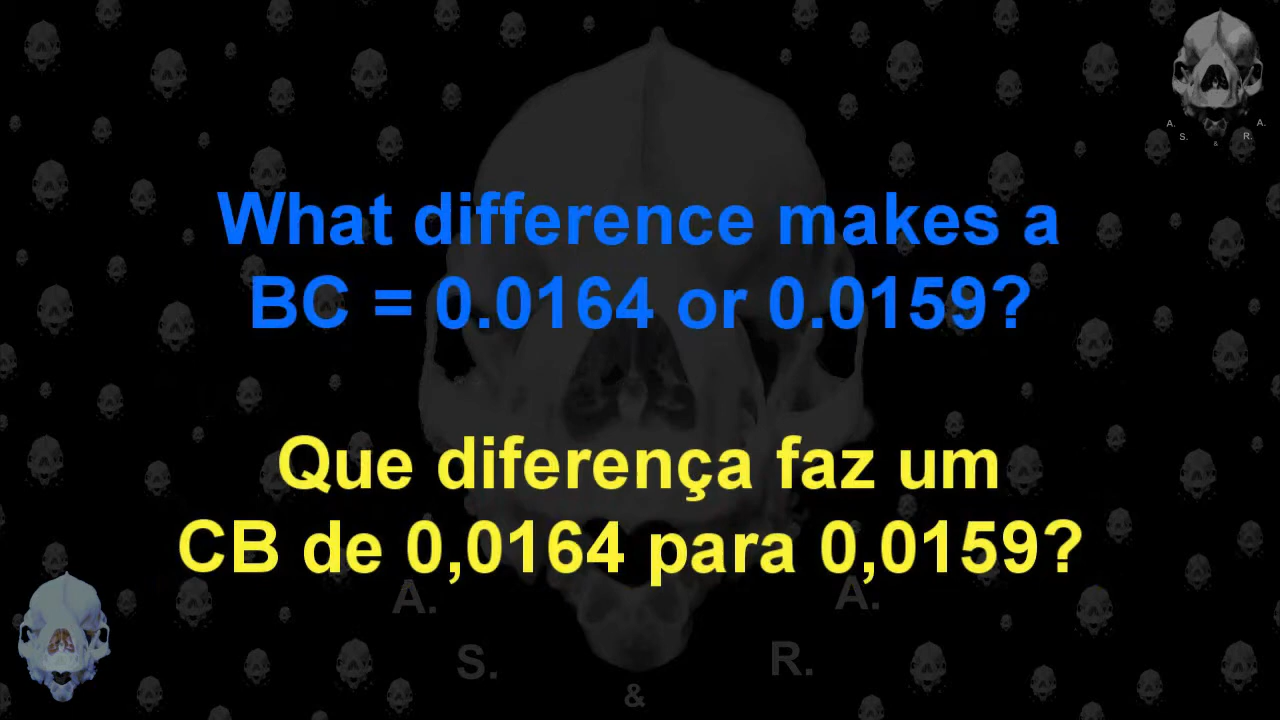 A. A.
S. R.
&
What difference makes a
BC = 0.0164 or 0.0159?
Que diferença faz um
CB de 0,0164 para 0,0159?
A. A.
S. R.
&